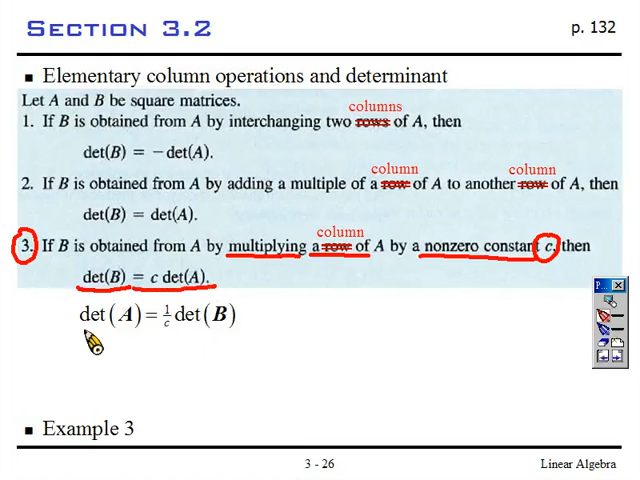 SECTION 3.2
p. 132
Elementary column operations and determinant
Let A and B be square matrices.
columns
1. If B is obtained from A by interchanging two rows of A, then
det(B) = −det(A).
column column
2. If B is obtained from A by adding a multiple of a row of A to another row of A, then
det(B) = det(A).
column
3. If B is obtained from A by multiplying a row of A by a nonzero constant c, then
det(B) = c det(A).
det(A) = 1/c det(B)
P...
Example 3
3 - 26
Linear Algebra